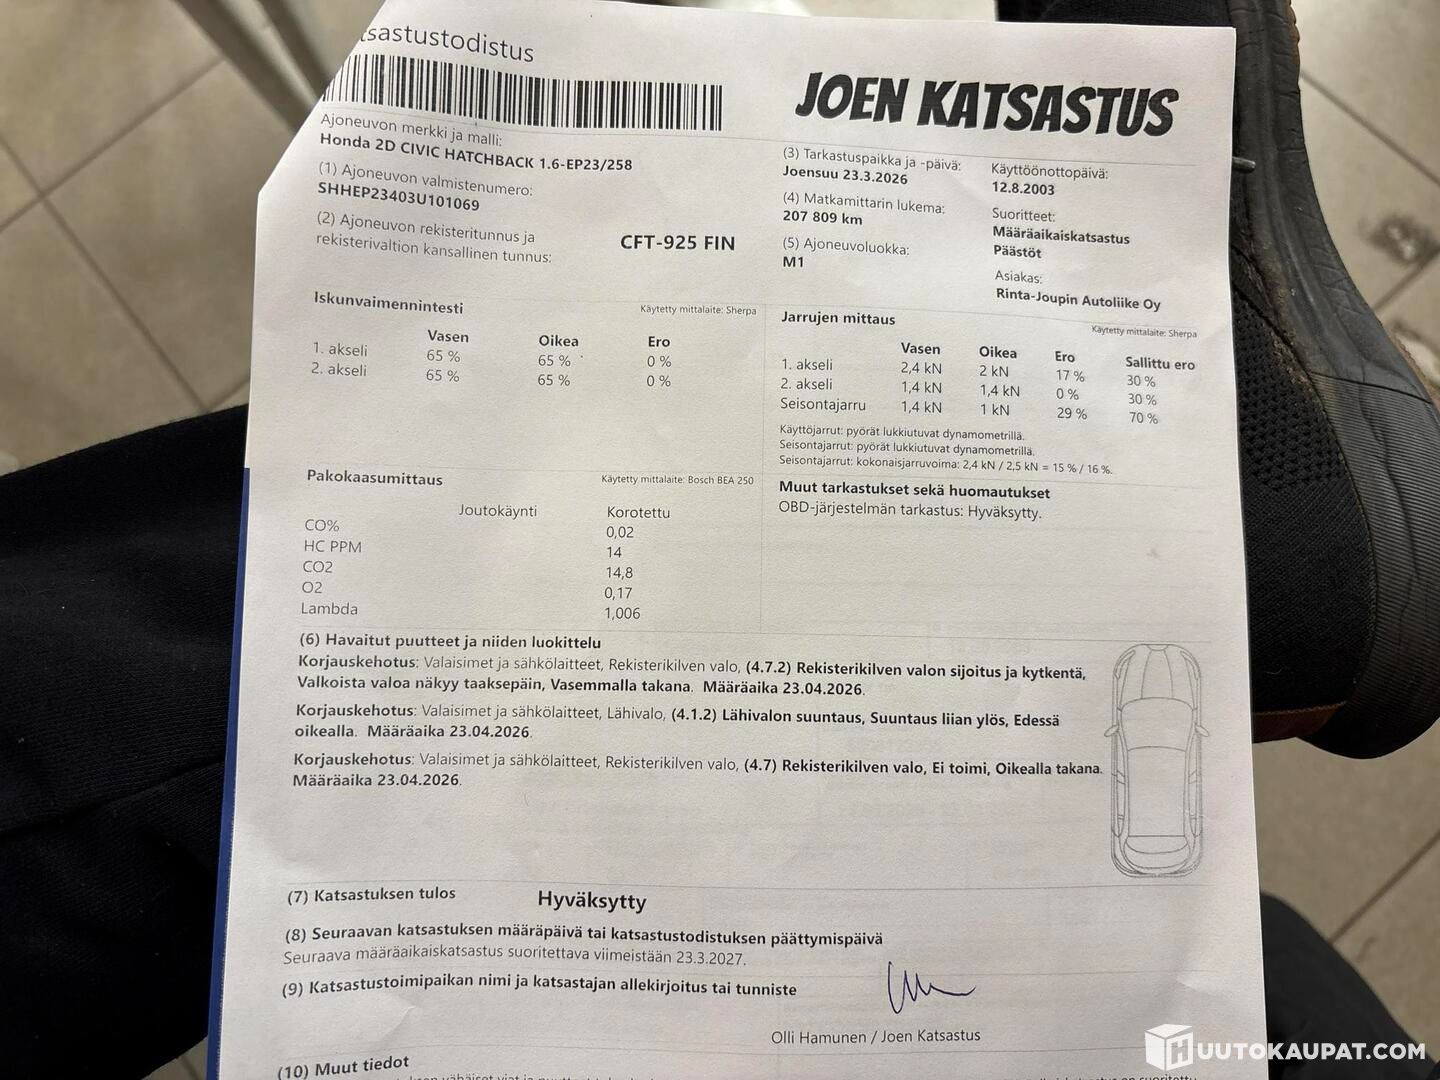 tsastustodistus
JOEN KATSASTUS
Ajoneuvon merkki ja malli:
Honda 2D CIVIC HATCHBACK 1.6-EP23/258
(1) Ajoneuvon valmistenumero:
SHHEP23403U101069
(2) Ajoneuvon rekisteritunnus ja
rekisterivaltion kansallinen tunnus:
CFT-925 FIN
(3) Tarkastuspaikka ja -päivä:
Joensuu 23.3.2026
(4) Matkamittarin lukema:
207 809 km
(5) Ajoneuvoluokka:
M1
Käyttöönottopäivä:
12.8.2003
Suoritteet:
Määräaikaiskatsastus
Päästöt
Asiakas:
Rinta-Joupin Autoliike Oy
Iskunvaimennintesti
Käytetty mittalaite: Sherpa
Vasen Oikea Ero
1. akseli 65 % 65 % 0 %
2. akseli 65 % 65 % 0 %
Jarrujen mittaus
Käytetty mittalaite: Sherpa
Vasen Oikea Ero Sallittu ero
1. akseli 2,4 kN 2 kN 17 % 30 %
2. akseli 1,4 kN 1,4 kN 0 % 30 %
Seisontajarru 1,4 kN 1 kN 29 % 70 %
Käyttöjarrut: pyörät lukkiutuvat dynamometrillä.
Seisontajarrut: pyörät lukkiutuvat dynamometrillä.
Seisontajarrut: kokonaisjarruvoima: 2,4 kN / 2,5 kN = 15 % / 16 %.
Pakokaasumittaus
Käytetty mittalaite: Bosch BEA 250
Joutokäynti Korotettu
CO% 0,02
HC PPM 14
CO2 14,8
O2 0,17
Lambda 1,006
Muut tarkastukset sekä huomautukset
OBD-järjestelmän tarkastus: Hyväksytty.
(6) Havaitut puutteet ja niiden luokittelu
Korjauskehotus: Valaisimet ja sähkölaitteet, Rekisterikilven valo, (4.7.2) Rekisterikilven valon sijoitus ja kytkentä,
Valkoista valoa näkyy taaksepäin, Vasemmalla takana. Määräaika 23.04.2026.
Korjauskehotus: Valaisimet ja sähkölaitteet, Lähivalo, (4.1.2) Lähivalon suuntaus, Suuntaus liian ylös, Edessä
oikealla. Määräaika 23.04.2026.
Korjauskehotus: Valaisimet ja sähkölaitteet, Rekisterikilven valo, (4.7) Rekisterikilven valo, Ei toimi, Oikealla takana.
Määräaika 23.04.2026.
(7) Katsastuksen tulos Hyväksytty
(8) Seuraavan katsastuksen määräpäivä tai katsastustodistuksen päättymispäivä
Seuraava määräaikaiskatsastus suoritettava viimeistään 23.3.2027.
(9) Katsastustoimipaikan nimi ja katsastajan allekirjoitus tai tunniste
Olli Hamunen / Joen Katsastus
(10) Muut tiedot
HUUTOKAUPAT.COM